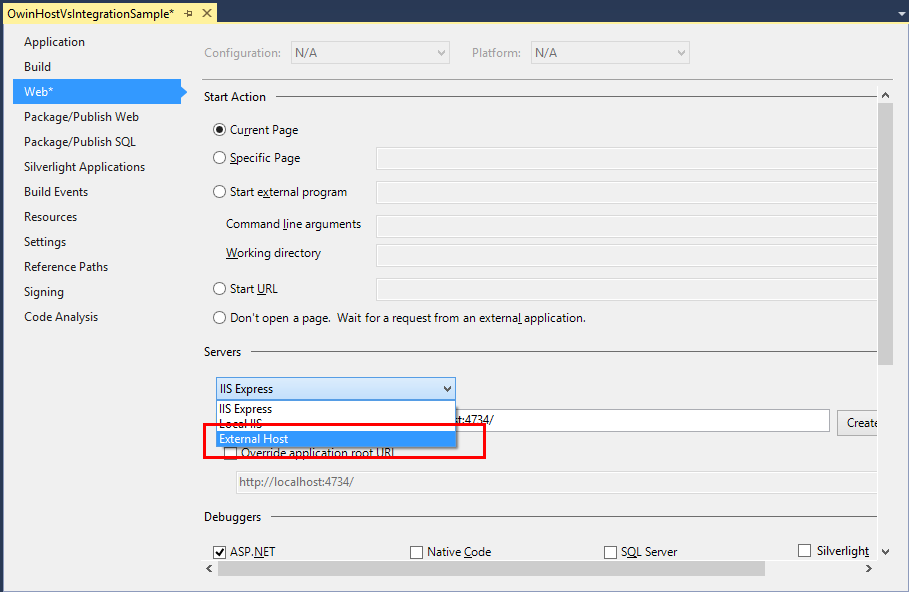 OwinHostVsIntegrationSample*
Application
Build
Web*
Package/Publish Web
Package/Publish SQL
Silverlight Applications
Build Events
Resources
Settings
Reference Paths
Signing
Code Analysis
Configuration: N/A Platform: N/A
Start Action
Current Page
Specific Page
Start external program
Command line arguments
Working directory
Start URL
Don't open a page. Wait for a request from an external application.
Servers
IIS Express
IIS Express
Local IIS
:4734/
Create
External Host
Override application root URL
http://localhost:4734/
Debuggers
ASP.NET Native Code SQL Server Silverlight